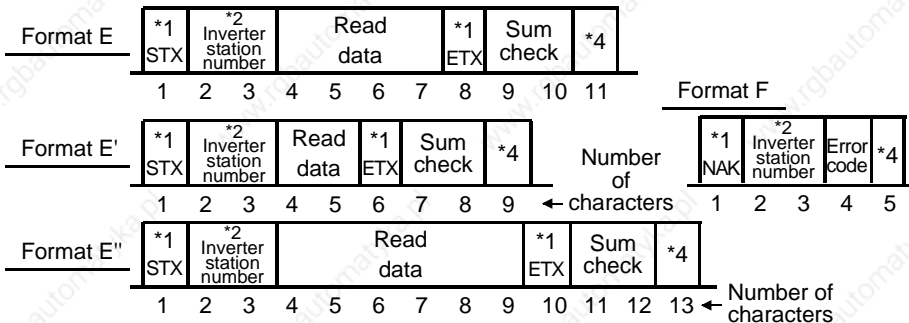 Format E
*1 STX
*2 Inverter station number
Read data
*1 ETX
Sum check
*4
1 2 3 4 5 6 7 8 9 10 11
Format F
*1 NAK
*2 Inverter station number
Error code
*4
1 2 3 4 5
Format E'
*1 STX
*2 Inverter station number
Read data
*1 ETX
Sum check
*4
1 2 3 4 5 6 7 8 9
Number of characters
Format E"
*1 STX
*2 Inverter station number
Read data
*1 ETX
Sum check
*4
1 2 3 4 5 6 7 8 9 10 11 12 13
Number of characters